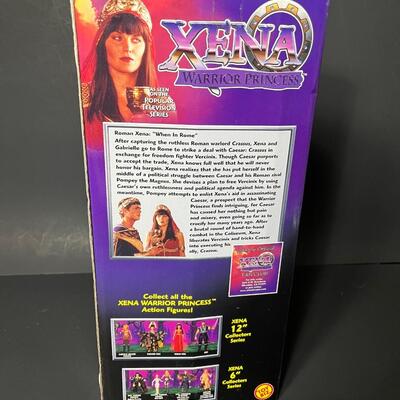 XENA
WARRIOR PRINCESS™
AS SEEN
ON THE
POPULAR
TELEVISION
SERIES
Roman Xena: "When In Rome"
After capturing the ruthless Roman warlord Crassus, Xena and
Gabrielle go to Rome to strike a deal with Caesar: Crassus in
exchange for freedom fighter Vercinix. Though Caesar purports
to accept the trade, Xena knows full well that he will never
honor his bargain. Xena realizes that she has put herself in the
middle of a political struggle between Caesar and his Roman and
Pompey the Magnus. She devises a plan to free Vercinix by using
Caesar's own ruthlessness and political agenda against him. In the
meantime, Pompey attempts to enlist Xena's aid in assassinating
Caesar, a prospect that the Warrior
Princess finds intriguing, for Caesar
has caused her nothing but pain
and misery, even going so far as to
crucify her many years ago. After
a brutal round of hand-to-hand
combat in the Coliseum, Xena
liberates Vercinix and tricks Caesar
into executing his
ally, Crassus.
XENA
Collect all the
XENA WARRIOR PRINCESS™
Action Figures!
XENA
12"
Collectors
Series
XENA
6"
Collectors
Series
TOY BIZ